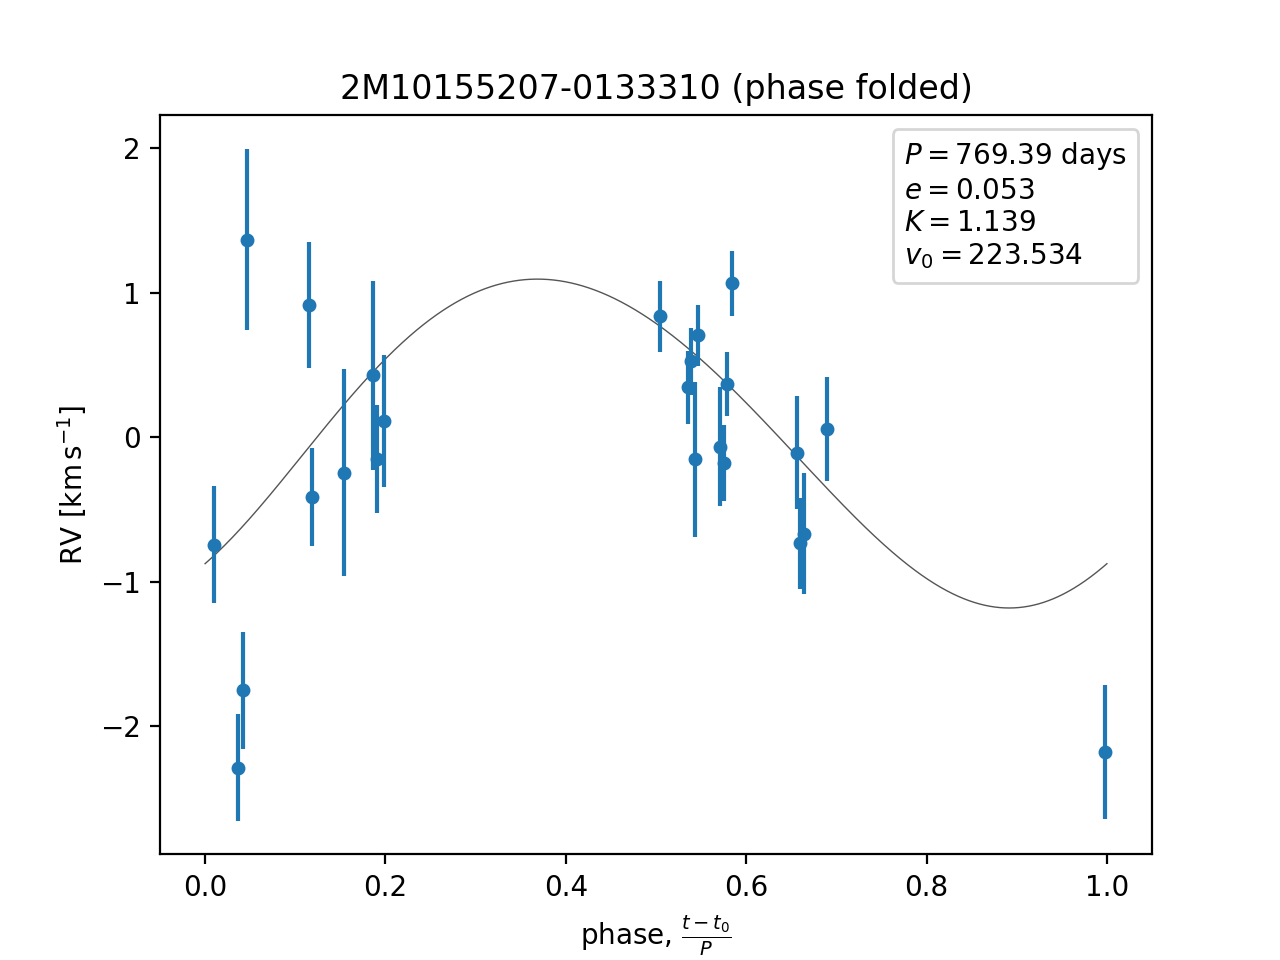 2M10155207-0133310 (phase folded)
P = 769.39 days
e = 0.053
K = 1.139
v₀ = 223.534
RV [km s⁻¹]
2
1
0
−1
−2
0.0 0.2 0.4 0.6 0.8 1.0
phase, (t − t₀)/P